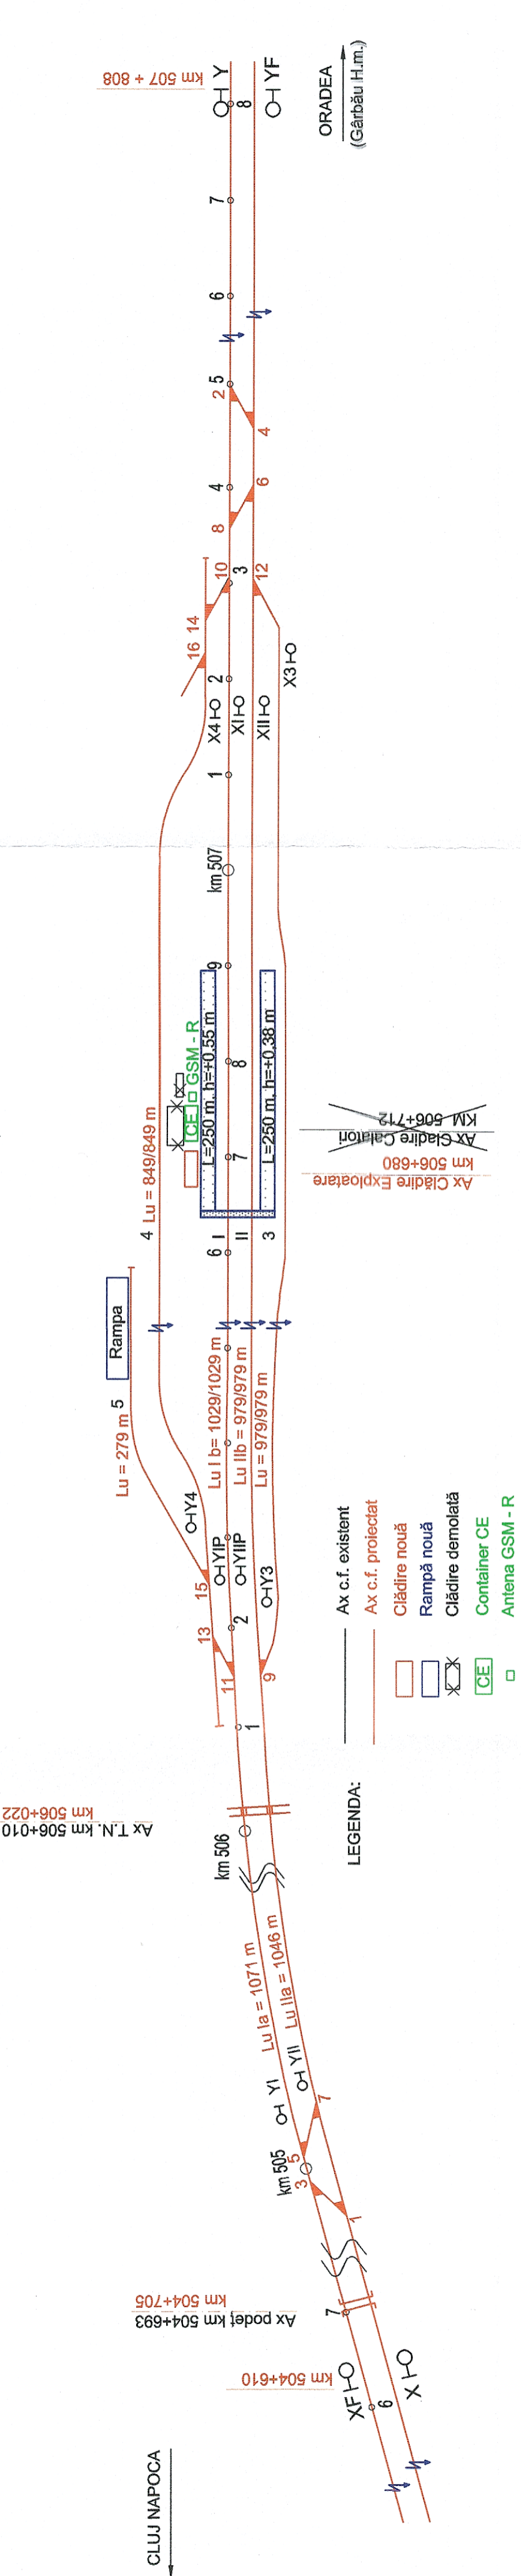 km 507 + 808
Y
8
YF
ORADEA
(Gârbău H.m.)
7
6
5
2
4
4
6
8
3
10
12
14
16
2
X3
X4
XI
XII
1
km 507
9
L=250 m, h=+0,55 m
L=250 m, h=+0,38 m
GSM - R
CE
8
7
Ax Cladire Calatori
KM 506+712
Ax Clădire Exploatare
km 506+680
4
Lu = 849/849 m
6
I
II
3
Rampa
5
Lu = 279 m
Lu I b= 1029/1029 m
Lu IIb = 979/979 m
Lu = 979/979 m
Y4
YIP
YIIP
Y3
15
13
11
9
2
1
Ax T.N. km 506+010
km 506+022
km 506
LEGENDA:
Ax c.f. existent
Ax c.f. proiectat
Clădire nouă
Rampă nouă
Clădire demolată
CE
Container CE
Antena GSM - R
Lu Ia = 1071 m
Lu IIa = 1046 m
YI
YII
7
km 505
5
3
1
Ax podeț km 504+693
km 504+705
7
km 504+610
XF
X
6
CLUJ NAPOCA